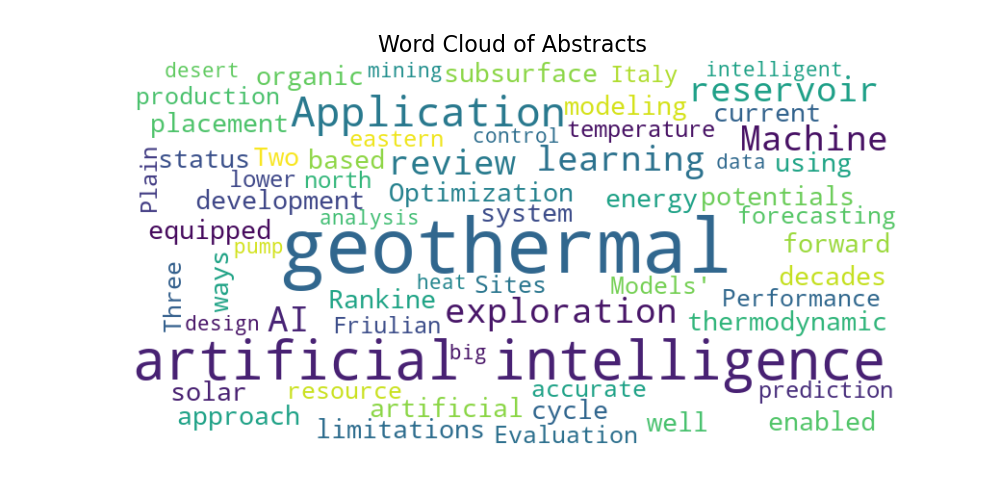 Word Cloud of Abstracts
desert organic mining subsurface Italy intelligent
production Application modeling reservoir
placement eastern control temperature current Machine
Plain status Two based review learning data using
lower north Optimization energy potentials
development analysis system forecasting
equipped pump geothermal forward
Three ways heat Sites Models' decades
Rankine Performance
design AI Friulian exploration thermodynamic
artificial big intelligence
solar resource accurate prediction
approach artificial cycle well enabled
limitations Evaluation